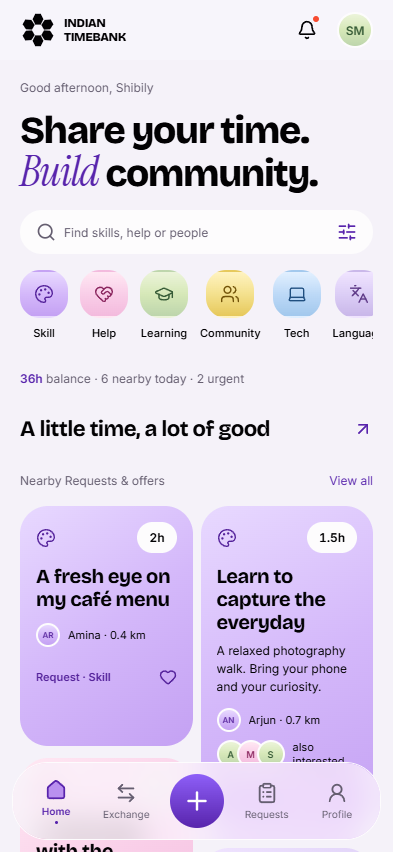 INDIAN
TIMEBANK
SM
Good afternoon, Shibily
Share your time.
Build community.
Find skills, help or people
Skill
Help
Learning
Community
Tech
Languag
36h balance · 6 nearby today · 2 urgent
A little time, a lot of good
Nearby Requests & offers
View all
2h
A fresh eye on
my café menu
AR Amina · 0.4 km
Request · Skill
1.5h
Learn to
capture the
everyday
A relaxed photography
walk. Bring your phone
and your curiosity.
AN Arjun · 0.7 km
A M S also
interested
with the
Home
Exchange
Requests
Profile